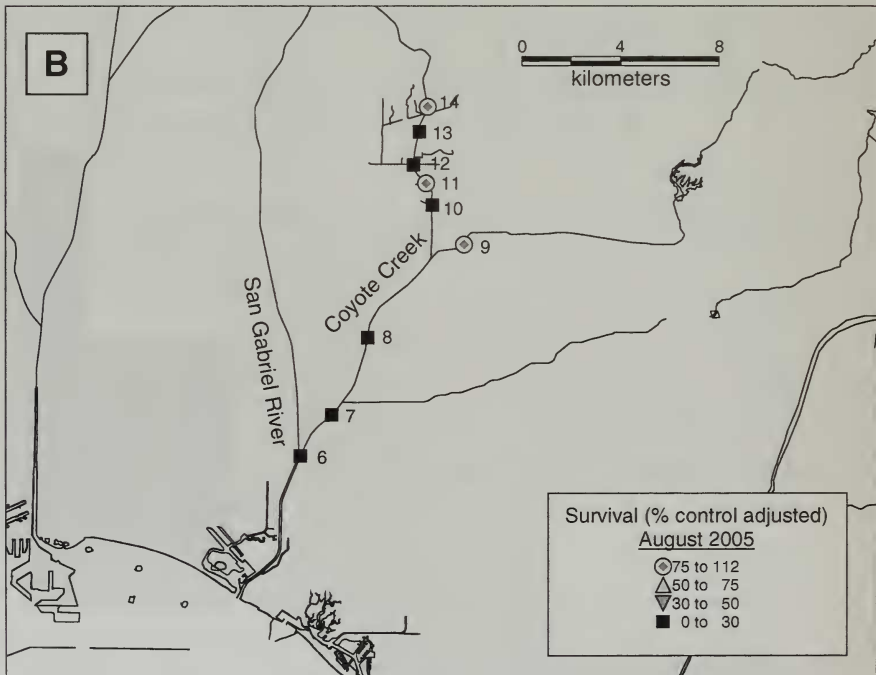 B
0 4 8
kilometers
14
13
12
11
10
9
Coyote Creek
San Gabriel River
8
7
6
Survival (% control adjusted)
August 2005
75 to 112
50 to 75
30 to 50
0 to 30